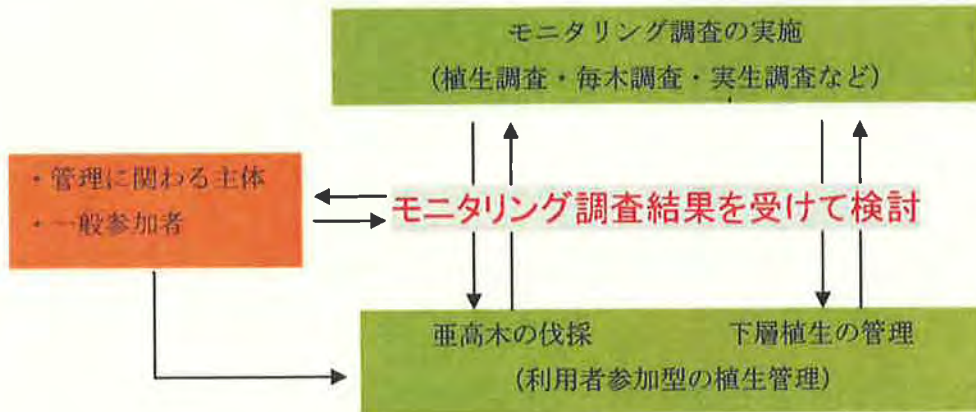 モニタリング調査の実施
(植生調査・毎木調査・実生調査など)
・管理に関わる主体
・一般参加者
モニタリング調査結果を受けて検討
亜高木の伐採 下層植生の管理
(利用者参加型の植生管理)